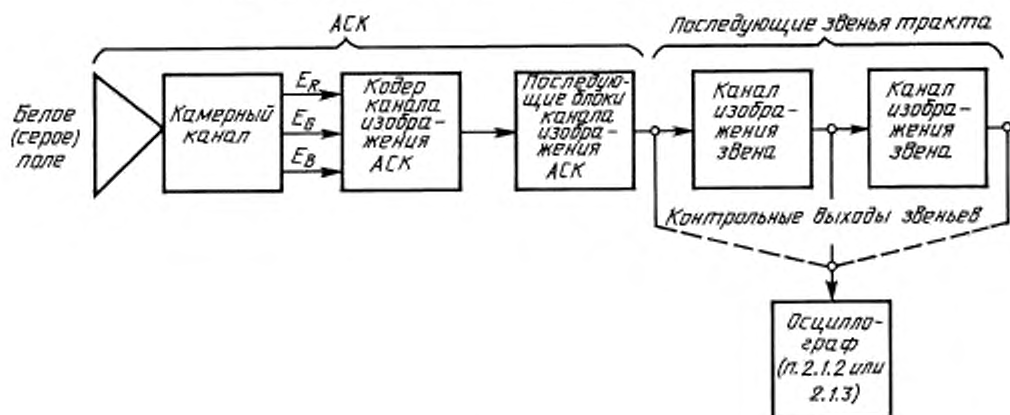 АСК
Последующие звенья тракта
Белое
(серое)
поле
Камерный
канал
E_R
E_G
E_B
Кодер
канала
изобра-
жения
АСК
Последую-
щие блоки
канала
изобра-
жения
АСК
Канал
изобра-
жения
звена
Канал
изобра-
жения
звена
Контрольные выходы звеньев
Осцилло-
граф
(п.2.1.2 или
2.1.3)